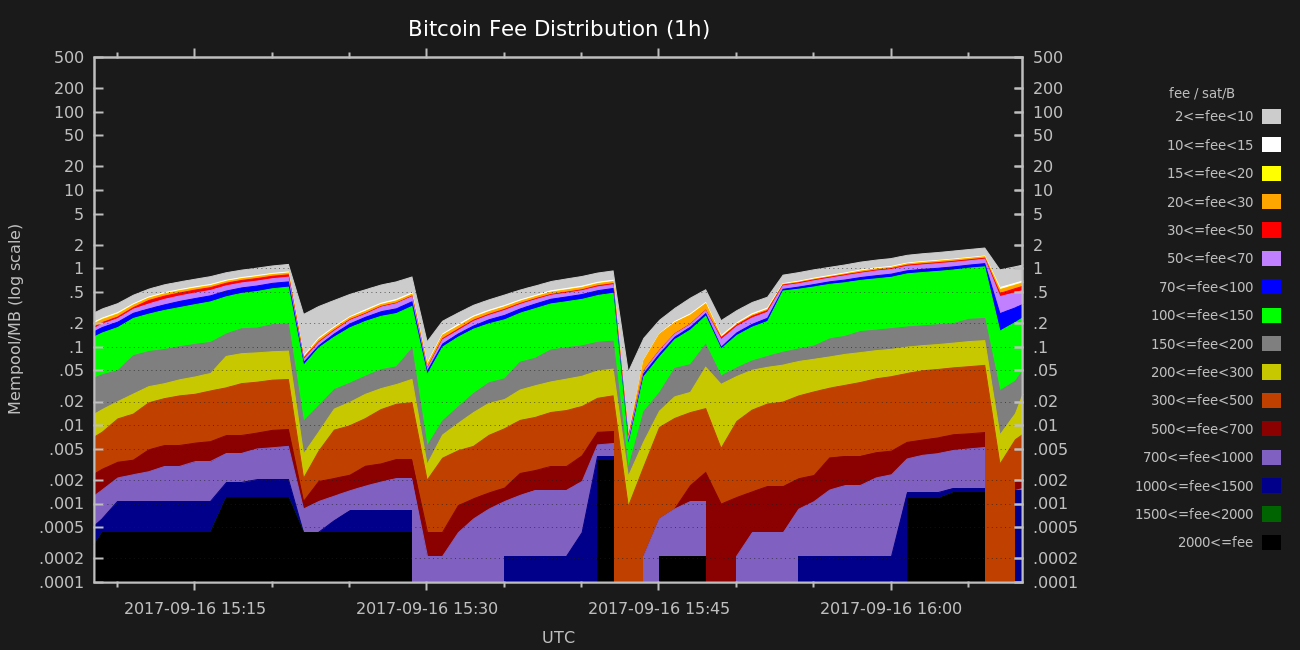 Bitcoin Fee Distribution (1h)
500
200
100
50
20
10
5
2
1
.5
.2
.1
.05
.02
.01
.005
.002
.001
.0005
.0002
.0001
Mempool/MB (log scale)
500
200
100
50
20
10
5
2
1
.5
.2
.1
.05
.02
.01
.005
.002
.001
.0005
.0002
.0001
2017-09-16 15:15 2017-09-16 15:30 2017-09-16 15:45 2017-09-16 16:00
UTC
fee / sat/B
2<=fee<10
10<=fee<15
15<=fee<20
20<=fee<30
30<=fee<50
50<=fee<70
70<=fee<100
100<=fee<150
150<=fee<200
200<=fee<300
300<=fee<500
500<=fee<700
700<=fee<1000
1000<=fee<1500
1500<=fee<2000
2000<=fee